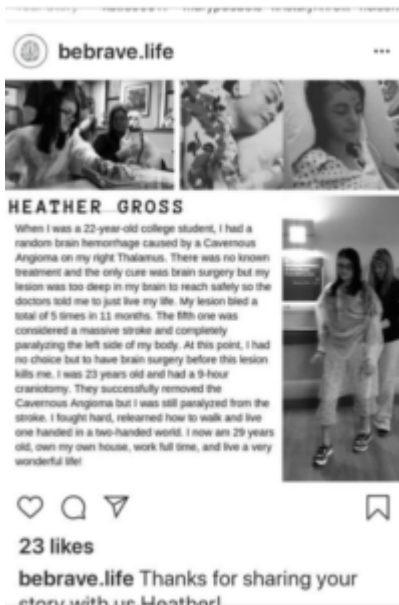 bebrave.life
HEATHER GROSS
When I was a 22-year-old college student, I had a
random brain hemorrhage caused by a Cavernous
Angioma on my right Thalamus. There was no known
treatment and the only cure was brain surgery but my
lesion was too deep in my brain to reach safely so the
doctors told me to just live my life. My lesion bled a
total of 5 times in 11 months. The fifth one was
considered a massive stroke and completely
paralyzing the left side of my body. At this point, I had
no choice but to have brain surgery before this lesion
kills me. I was 23 years old and had a 9-hour
craniotomy. They successfully removed the
Cavernous Angioma but I was still paralyzed from the
stroke. I fought hard, relearned how to walk and live
one handed in a two-handed world. I now am 29 years
old, own my own house, work full time, and live a very
wonderful life!
23 likes
bebrave.life Thanks for sharing your
story with us Heather!